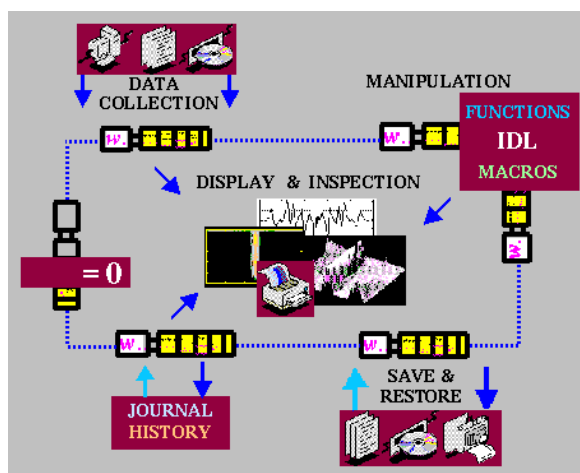 DATA
COLLECTION
MANIPULATION
FUNCTIONS
IDL
MACROS
w.
w.
DISPLAY & INSPECTION
w.
= 0
w.
w.
SAVE &
RESTORE
JOURNAL
HISTORY